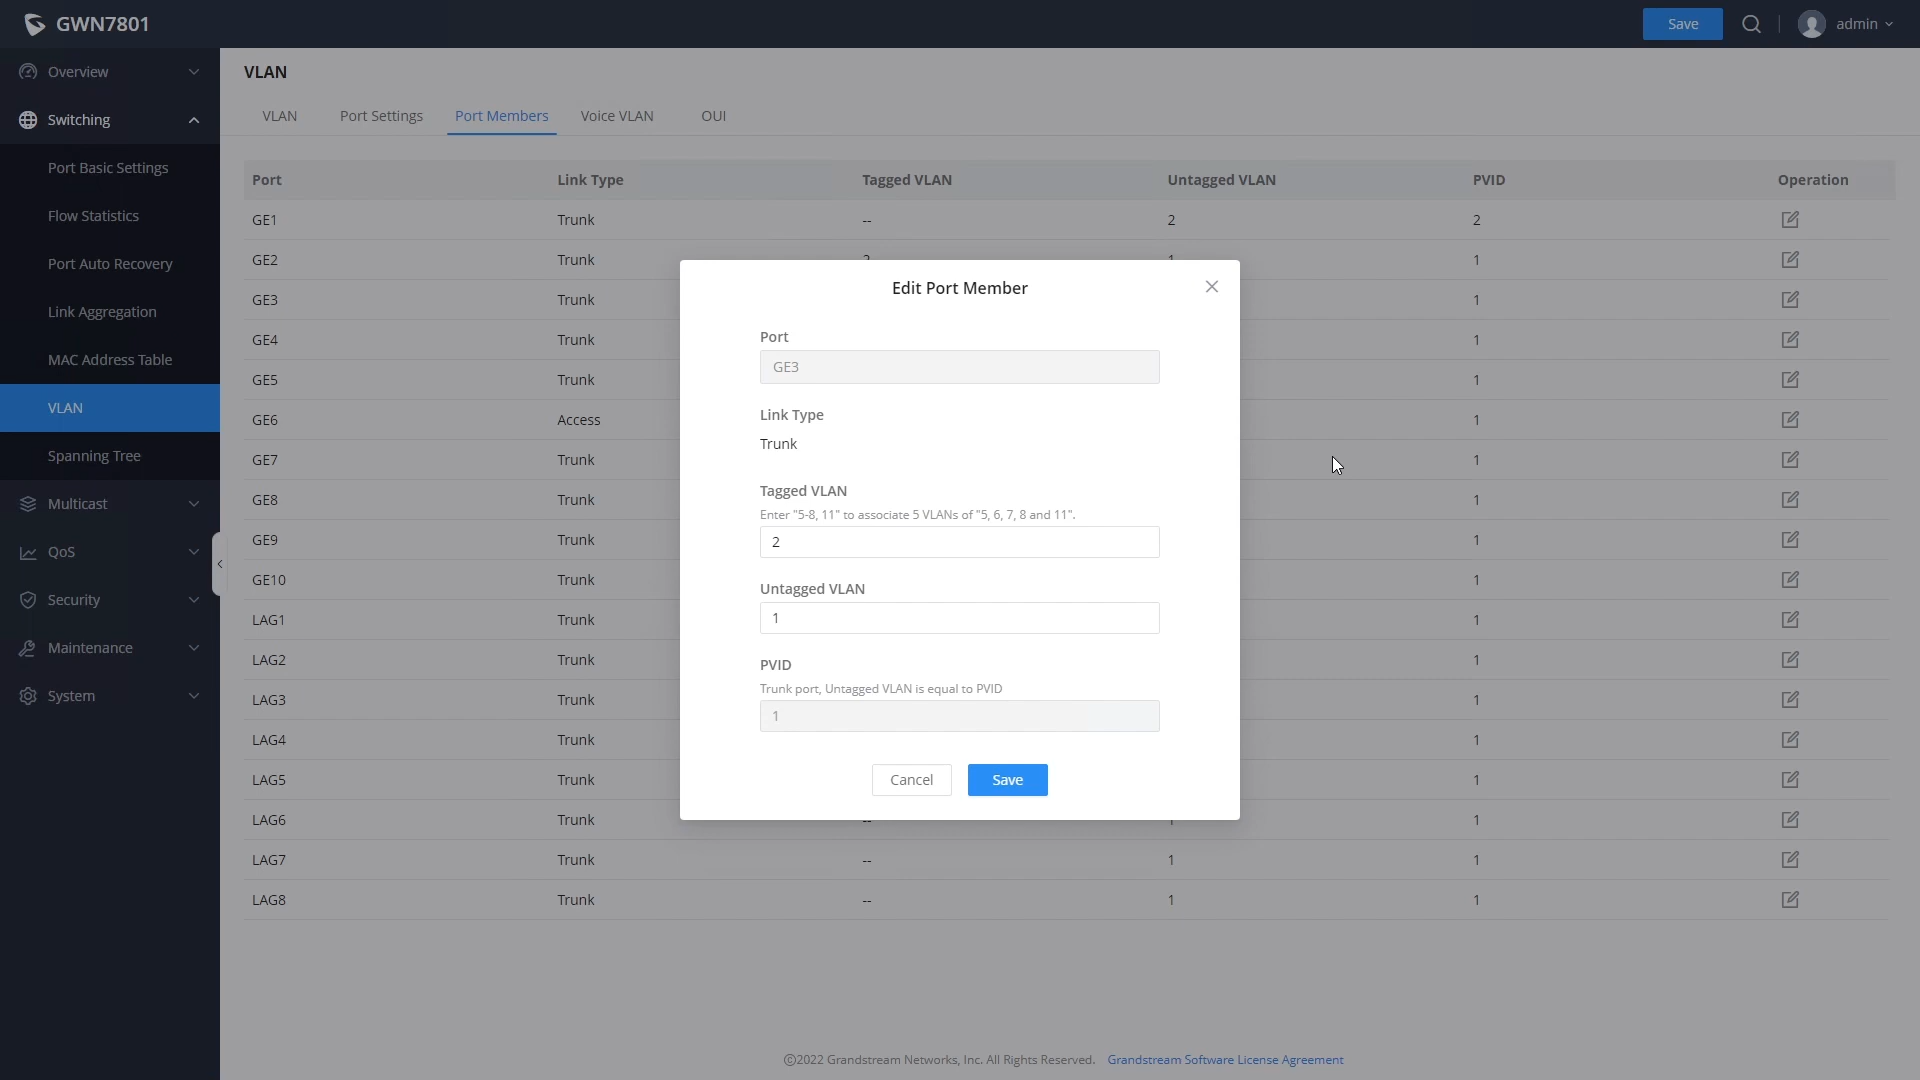 GWN7801
Save
admin
Overview
Switching
Port Basic Settings
Flow Statistics
Port Auto Recovery
Link Aggregation
MAC Address Table
VLAN
Spanning Tree
Multicast
QoS
Security
Maintenance
System
VLAN
VLAN Port Settings Port Members Voice VLAN OUI
Port Link Type Tagged VLAN Untagged VLAN PVID Operation
GE1 Trunk -- 2 2
GE2 Trunk 1
GE3 Trunk 1
GE4 Trunk 1
GE5 Trunk 1
GE6 Access 1
GE7 Trunk 1
GE8 Trunk 1
GE9 Trunk 1
GE10 Trunk 1
LAG1 Trunk 1
LAG2 Trunk 1
LAG3 Trunk 1
LAG4 Trunk 1
LAG5 Trunk 1
LAG6 Trunk -- 1 1
LAG7 Trunk -- 1 1
LAG8 Trunk -- 1 1
Edit Port Member
Port
GE3
Link Type
Trunk
Tagged VLAN
Enter "5-8, 11" to associate 5 VLANs of "5, 6, 7, 8 and 11".
2
Untagged VLAN
1
PVID
Trunk port, Untagged VLAN is equal to PVID
1
Cancel Save
©2022 Grandstream Networks, Inc. All Rights Reserved. Grandstream Software License Agreement